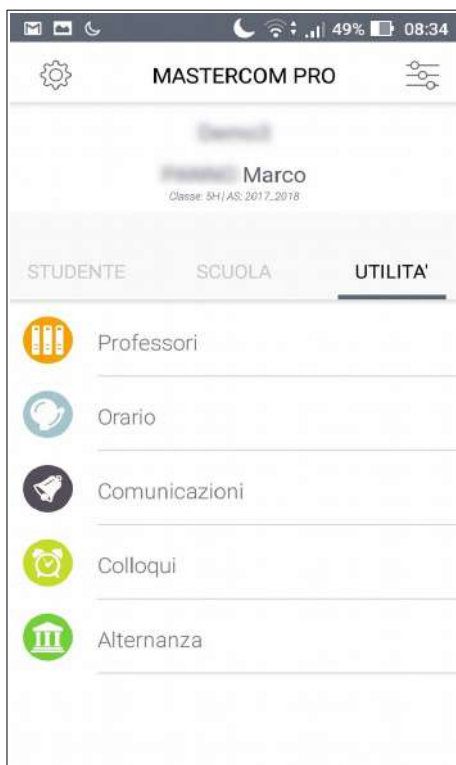 49% 08:34
MASTERCOM PRO
Marco
Classe: 5H | AS: 2017_2018
STUDENTE SCUOLA UTILITA'
Professori
Orario
Comunicazioni
Colloqui
Alternanza